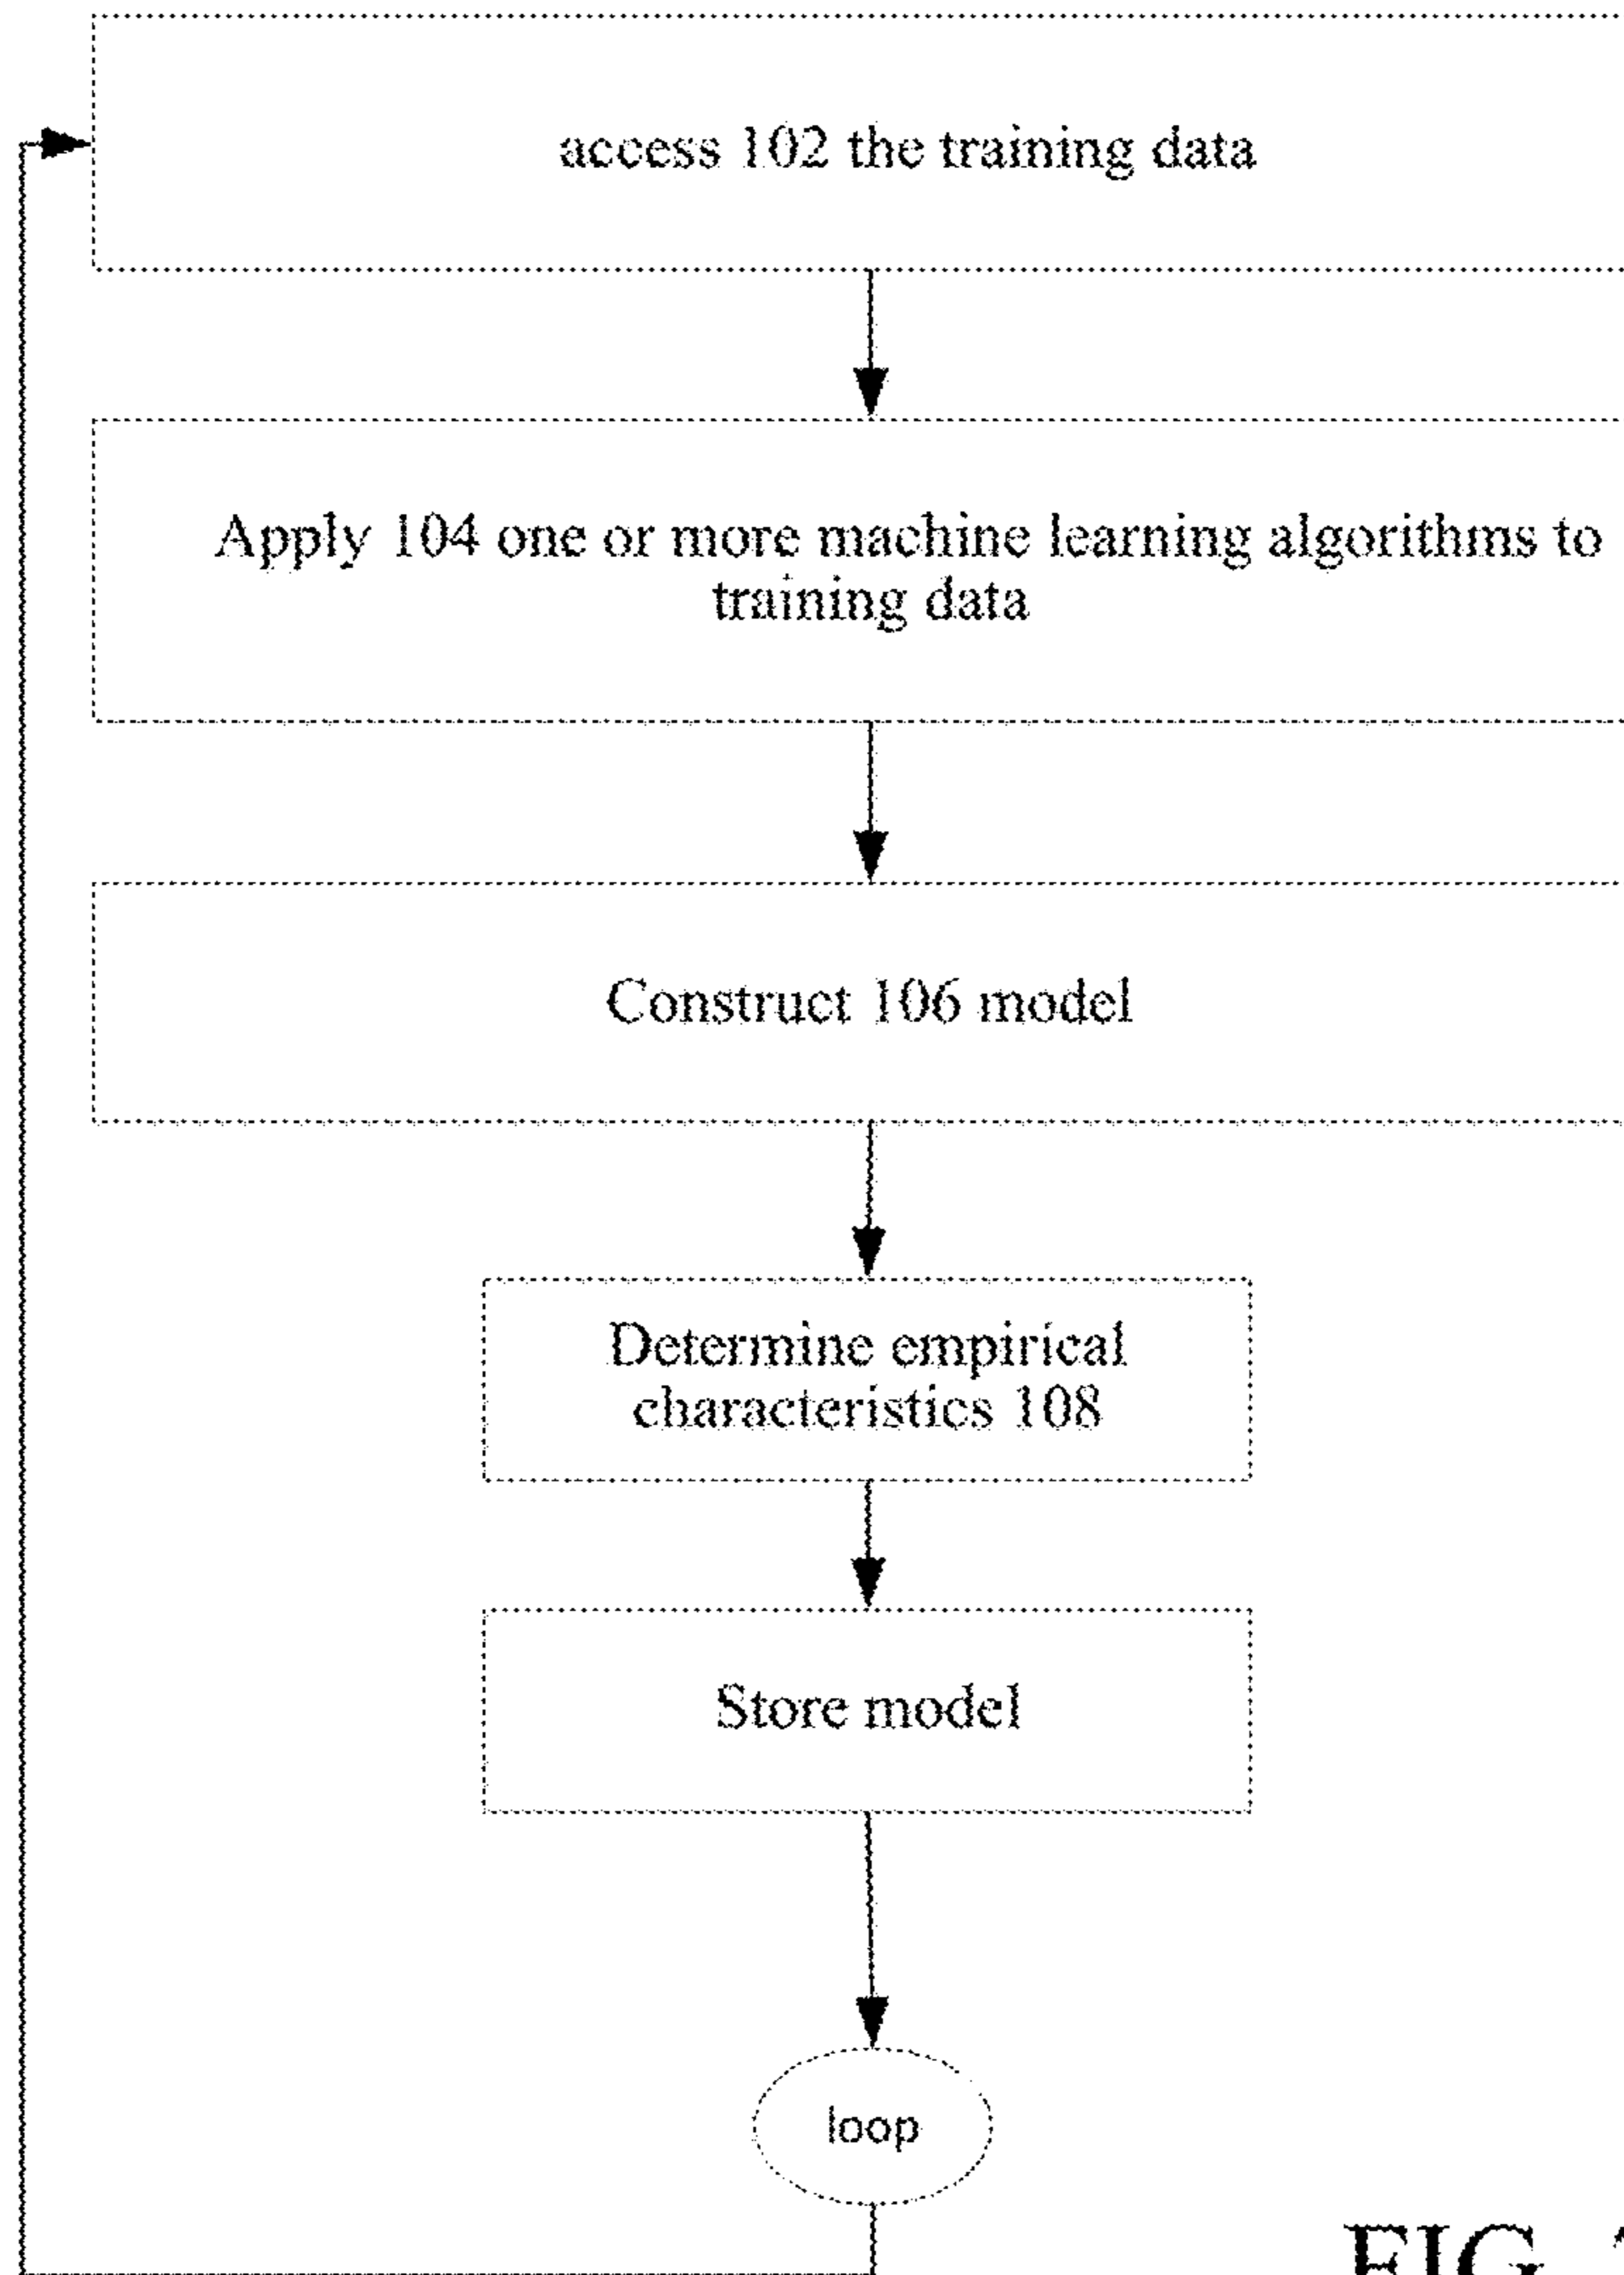 access 102 the training data
Apply 104 one or more machine learning algorithms to
training data
Construct 106 model
Determine empirical
characteristics 108
Store model
loop
FIG.